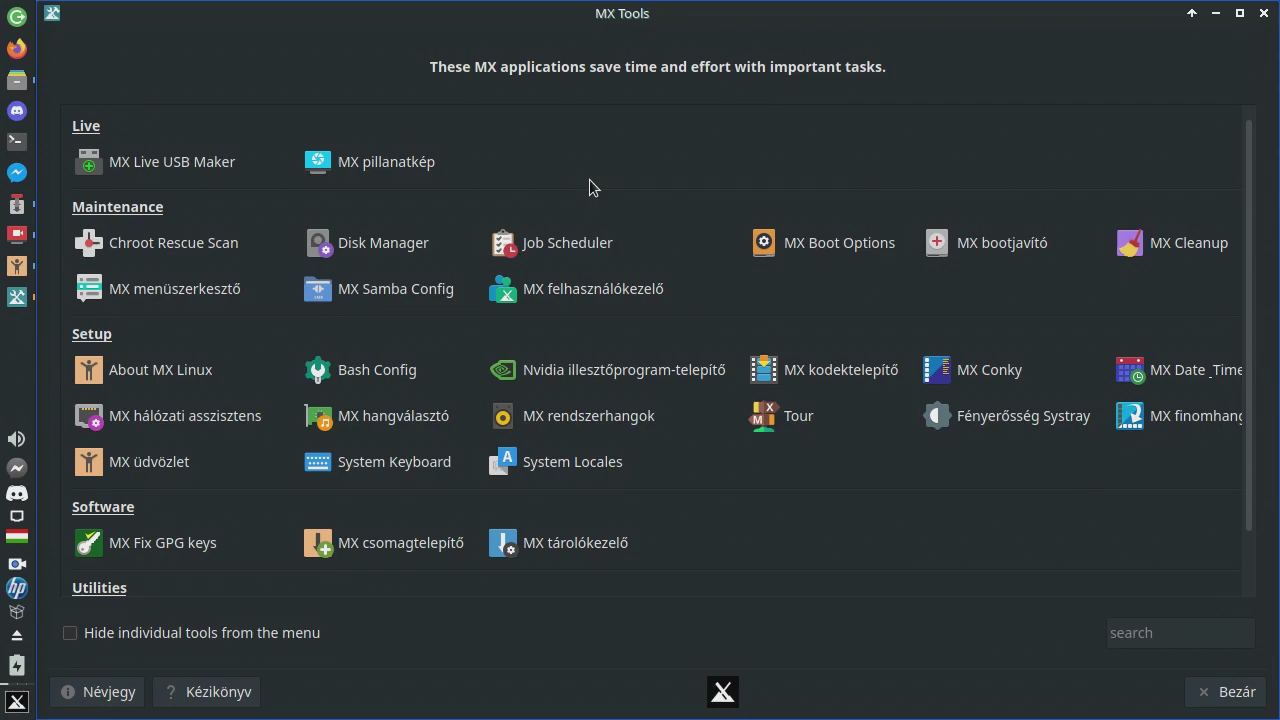 MX Tools
These MX applications save time and effort with important tasks.
Live
MX Live USB Maker MX pillanatkép
Maintenance
Chroot Rescue Scan Disk Manager Job Scheduler MX Boot Options MX bootjavító MX Cleanup
MX menüszerkesztő MX Samba Config MX felhasználókezelő
Setup
About MX Linux Bash Config Nvidia illesztőprogram-telepítő MX kodektelepítő MX Conky MX Date _Time
MX hálózati asszisztens MX hangválasztó MX rendszerhangok Tour Fényerősség Systray MX finomhang
MX üdvözlet System Keyboard System Locales
Software
MX Fix GPG keys MX csomagtelepítő MX tárolókezelő
Utilities
Hide individual tools from the menu search
Névjegy Kézikönyv Bezár